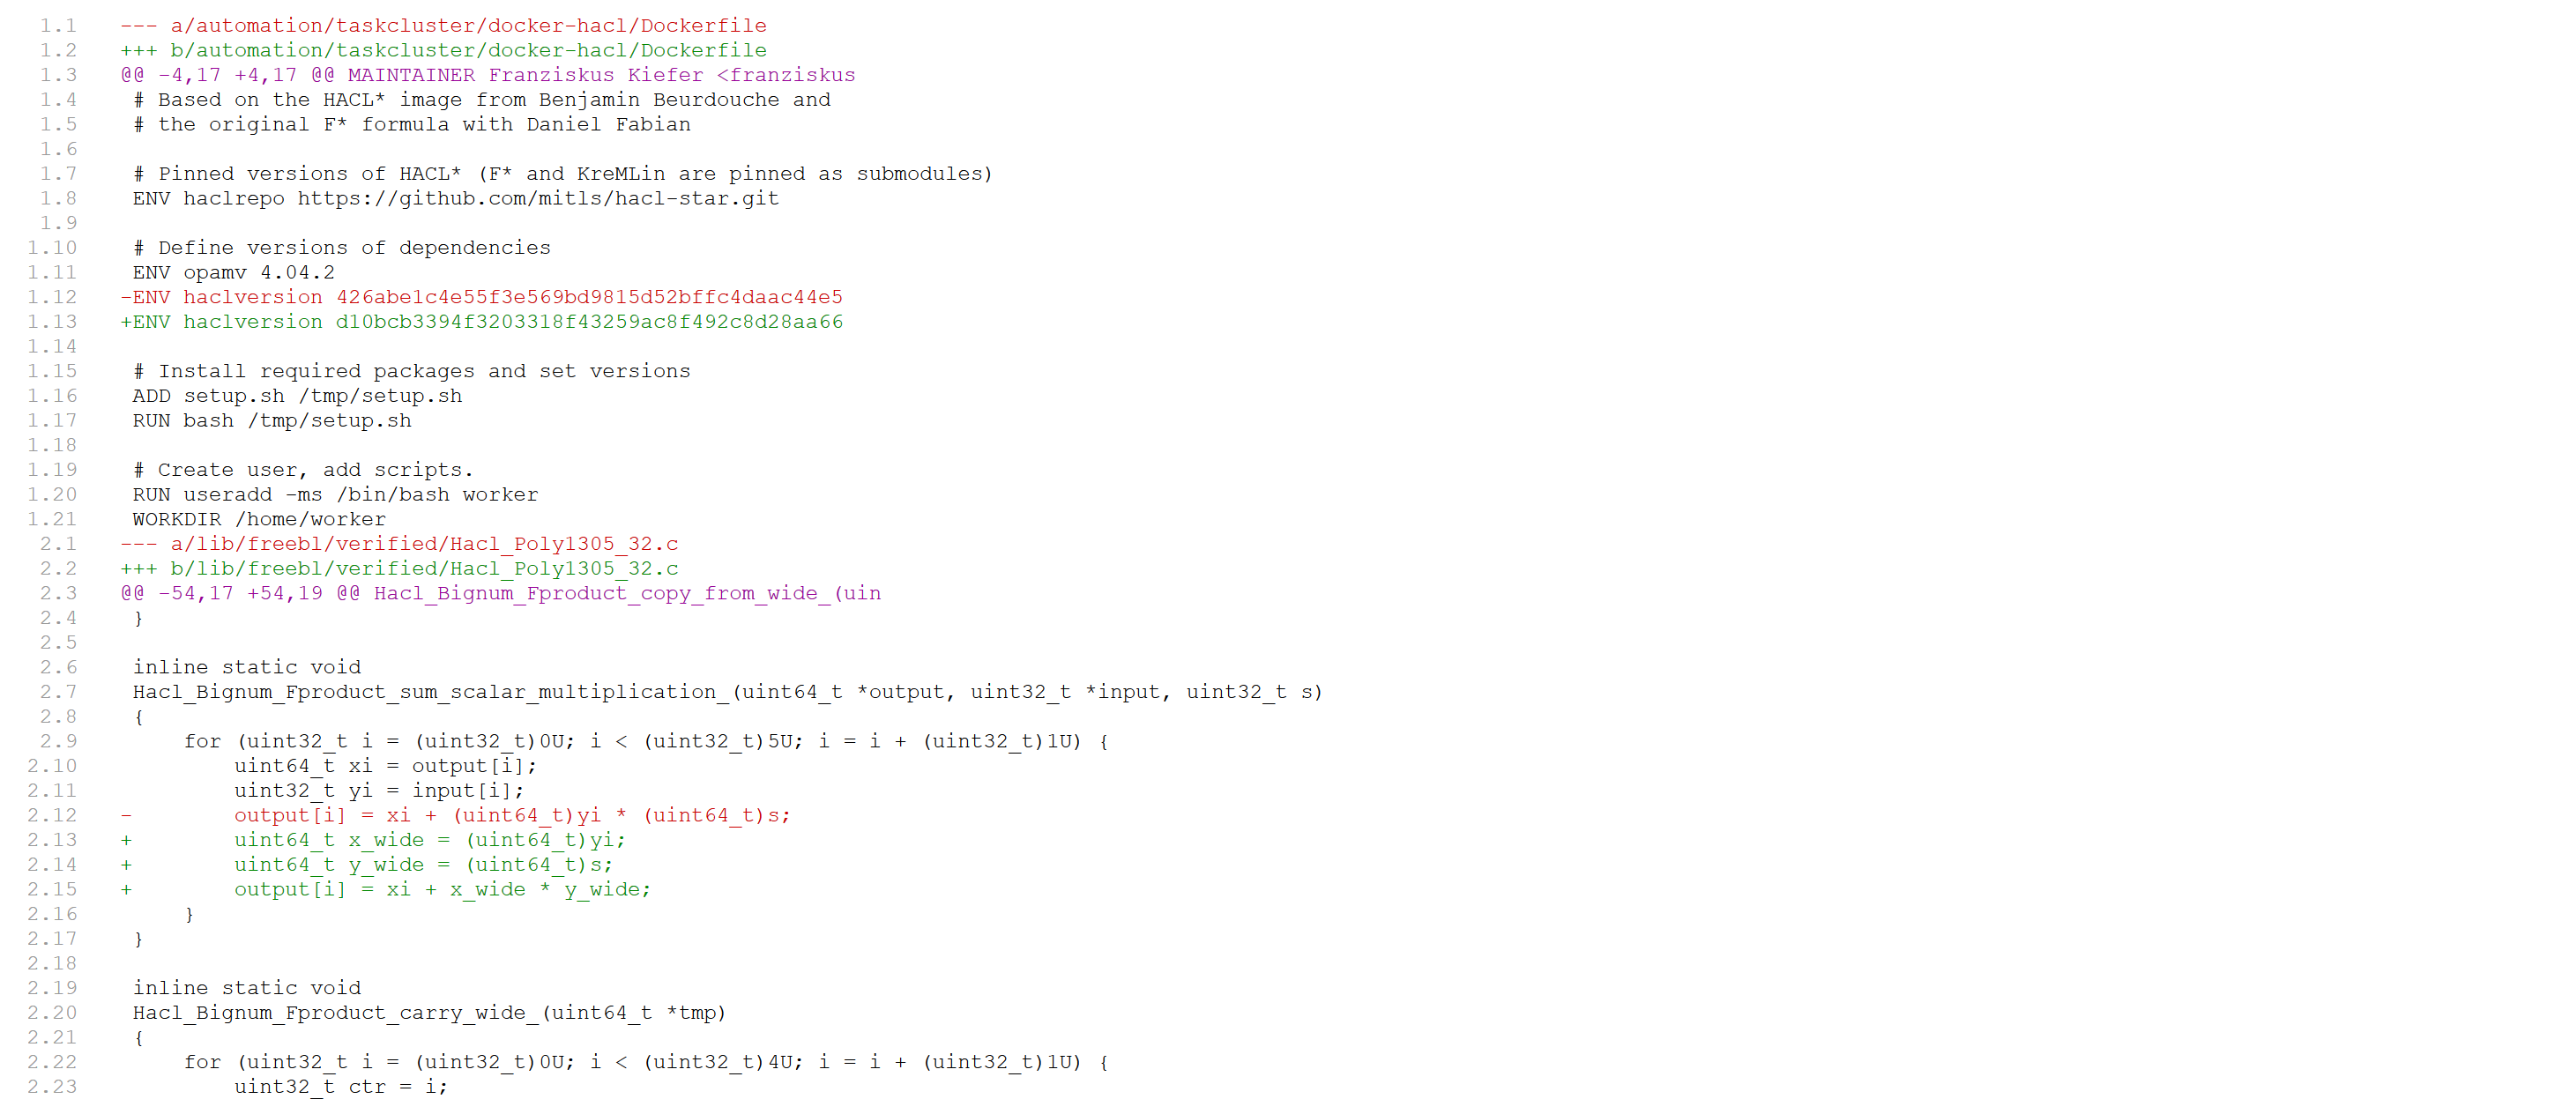 1.1 --- a/automation/taskcluster/docker-hacl/Dockerfile
1.2 +++ b/automation/taskcluster/docker-hacl/Dockerfile
1.3 @@ -4,17 +4,17 @@ MAINTAINER Franziskus Kiefer <franziskus
1.4  # Based on the HACL* image from Benjamin Beurdouche and
1.5  # the original F* formula with Daniel Fabian
1.6
1.7  # Pinned versions of HACL* (F* and KreMLin are pinned as submodules)
1.8  ENV haclrepo https://github.com/mitls/hacl-star.git
1.9
1.10  # Define versions of dependencies
1.11  ENV opamv 4.04.2
1.12 -ENV haclversion 426abe1c4e55f3e569bd9815d52bffc4daac44e5
1.13 +ENV haclversion d10bcb3394f3203318f43259ac8f492c8d28aa66
1.14
1.15  # Install required packages and set versions
1.16  ADD setup.sh /tmp/setup.sh
1.17  RUN bash /tmp/setup.sh
1.18
1.19  # Create user, add scripts.
1.20  RUN useradd -ms /bin/bash worker
1.21  WORKDIR /home/worker
2.1 --- a/lib/freebl/verified/Hacl_Poly1305_32.c
2.2 +++ b/lib/freebl/verified/Hacl_Poly1305_32.c
2.3 @@ -54,17 +54,19 @@ Hacl_Bignum_Fproduct_copy_from_wide_(uin
2.4  }
2.5
2.6  inline static void
2.7  Hacl_Bignum_Fproduct_sum_scalar_multiplication_(uint64_t *output, uint32_t *input, uint32_t s)
2.8  {
2.9      for (uint32_t i = (uint32_t)0U; i < (uint32_t)5U; i = i + (uint32_t)1U) {
2.10          uint64_t xi = output[i];
2.11          uint32_t yi = input[i];
2.12 -        output[i] = xi + (uint64_t)yi * (uint64_t)s;
2.13 +        uint64_t x_wide = (uint64_t)yi;
2.14 +        uint64_t y_wide = (uint64_t)s;
2.15 +        output[i] = xi + x_wide * y_wide;
2.16      }
2.17  }
2.18
2.19  inline static void
2.20  Hacl_Bignum_Fproduct_carry_wide_(uint64_t *tmp)
2.21  {
2.22      for (uint32_t i = (uint32_t)0U; i < (uint32_t)4U; i = i + (uint32_t)1U) {
2.23          uint32_t ctr = i;